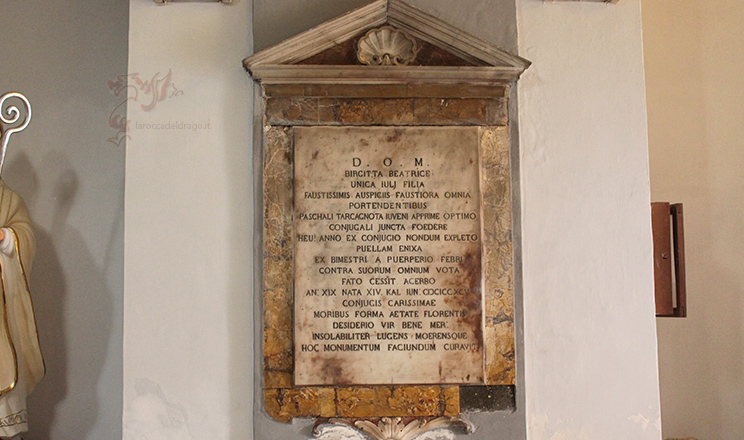 larozzadeldraga.it
D. O. M.
BIRGITTA BEATRICE
UNICA IULJ FILIA
FAUSTISSIMIS AUSPICIIS FAUSTIORA OMNIA
PORTENDENTIBUS
PASCHALI TARCAGNOTA IUVENI APPRIME OPTIMO
CONJUGALI JUNCTA FOEDERE
HEU! ANNO EX CONJUGIO NONDUM EXPLETO
PUELLAM ENIXA
EX BIMESTRI A PUERPERIO FEBRI
CONTRA SUORUM OMNIUM VOTA
FATO CESSIT ACERBO
AN. XIX NATA XIV. KAL IUN.
CONJUGIS CARISSIMAE
MORIBUS FORMA AETATE FLORENTIS
DESIDERIO VIR BENE MER.
INSOLABILITER LUGENS MOERENSQUE
HOC MONUMENTUM FACIUNDUM CURAVIT